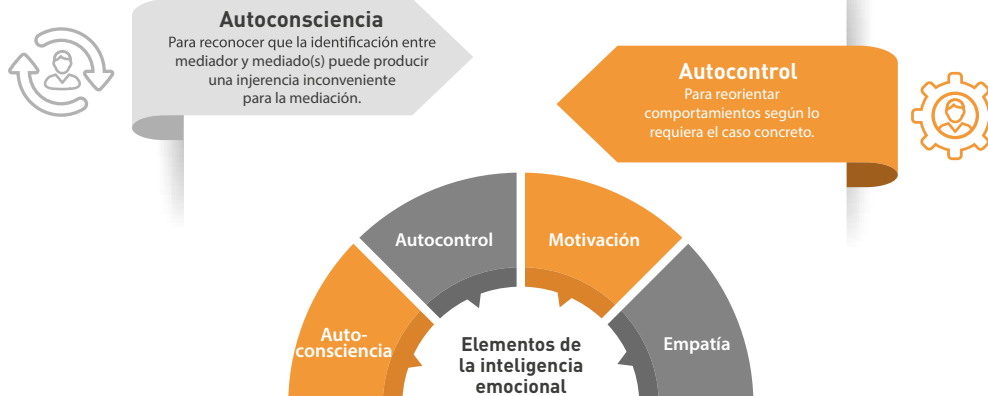 Autoconsciencia
Para reconocer que la identificación entre
mediador y mediado(s) puede producir
una injerencia inconveniente
para la mediación.
Autocontrol
Para reorientar
comportamientos según lo
requiera el caso concreto.
Autocontrol
Motivación
Auto-
consciencia
Empatía
Elementos de
la inteligencia
emocional